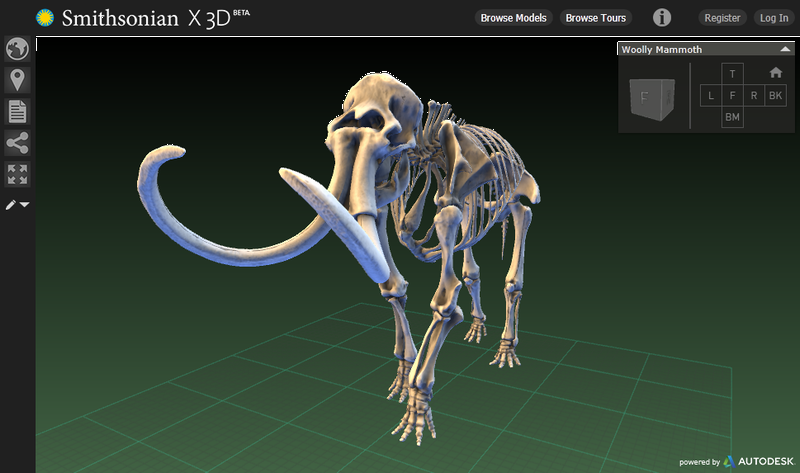 Smithsonian X 3D BETA
Browse Models
Browse Tours
i
Register
Log In
Woolly Mammoth
F
T
L F R BK
BM
powered by AUTODESK